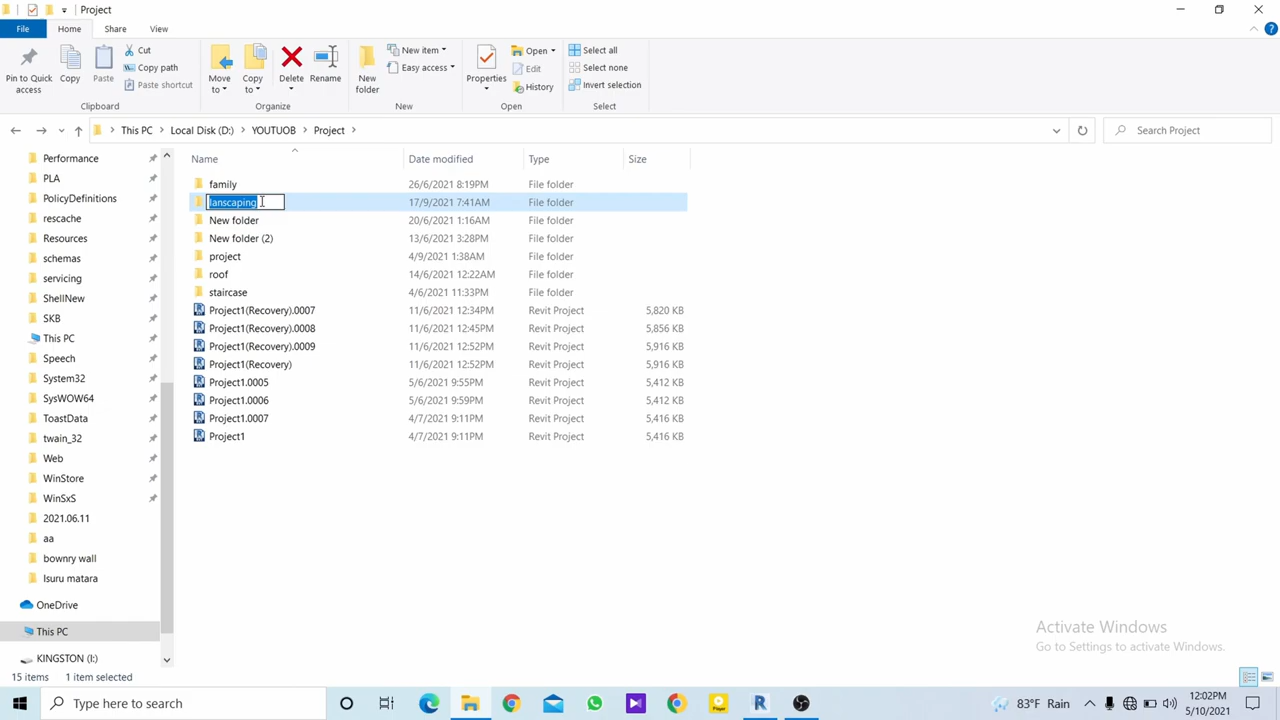 Project
File
Home
Share
View
Pin to Quick access
Copy
Paste
Cut
Copy path
Paste shortcut
Clipboard
Move to
Copy to
Delete
Rename
Organize
New folder
New item
Easy access
New
Properties
Open
Edit
History
Open
Select all
Select none
Invert selection
Select
This PC
Local Disk (D:)
YOUTUOB
Project
Search Project
Performance
PLA
PolicyDefinitions
rescache
Resources
schemas
servicing
ShellNew
SKB
This PC
Speech
System32
SysWOW64
ToastData
twain_32
Web
WinStore
WinSxS
2021.06.11
aa
bownry wall
Isuru matara
OneDrive
This PC
KINGSTON (I:)
Name Date modified Type Size
family 26/6/2021 8:19PM File folder
lanscaping 17/9/2021 7:41AM File folder
New folder 20/6/2021 1:16AM File folder
New folder (2) 13/6/2021 3:28PM File folder
project 4/9/2021 1:38AM File folder
roof 14/6/2021 12:22AM File folder
staircase 4/6/2021 11:33PM File folder
Project1(Recovery).0007 11/6/2021 12:34PM Revit Project 5,820 KB
Project1(Recovery).0008 11/6/2021 12:45PM Revit Project 5,856 KB
Project1(Recovery).0009 11/6/2021 12:52PM Revit Project 5,916 KB
Project1(Recovery) 11/6/2021 12:52PM Revit Project 5,916 KB
Project1.0005 5/6/2021 9:55PM Revit Project 5,412 KB
Project1.0006 5/6/2021 9:59PM Revit Project 5,412 KB
Project1.0007 4/7/2021 9:11PM Revit Project 5,416 KB
Project1 4/7/2021 9:11PM Revit Project 5,416 KB
Activate Windows
Go to Settings to activate Windows.
15 items 1 item selected
Type here to search
Player
83°F Rain
12:02PM
5/10/2021